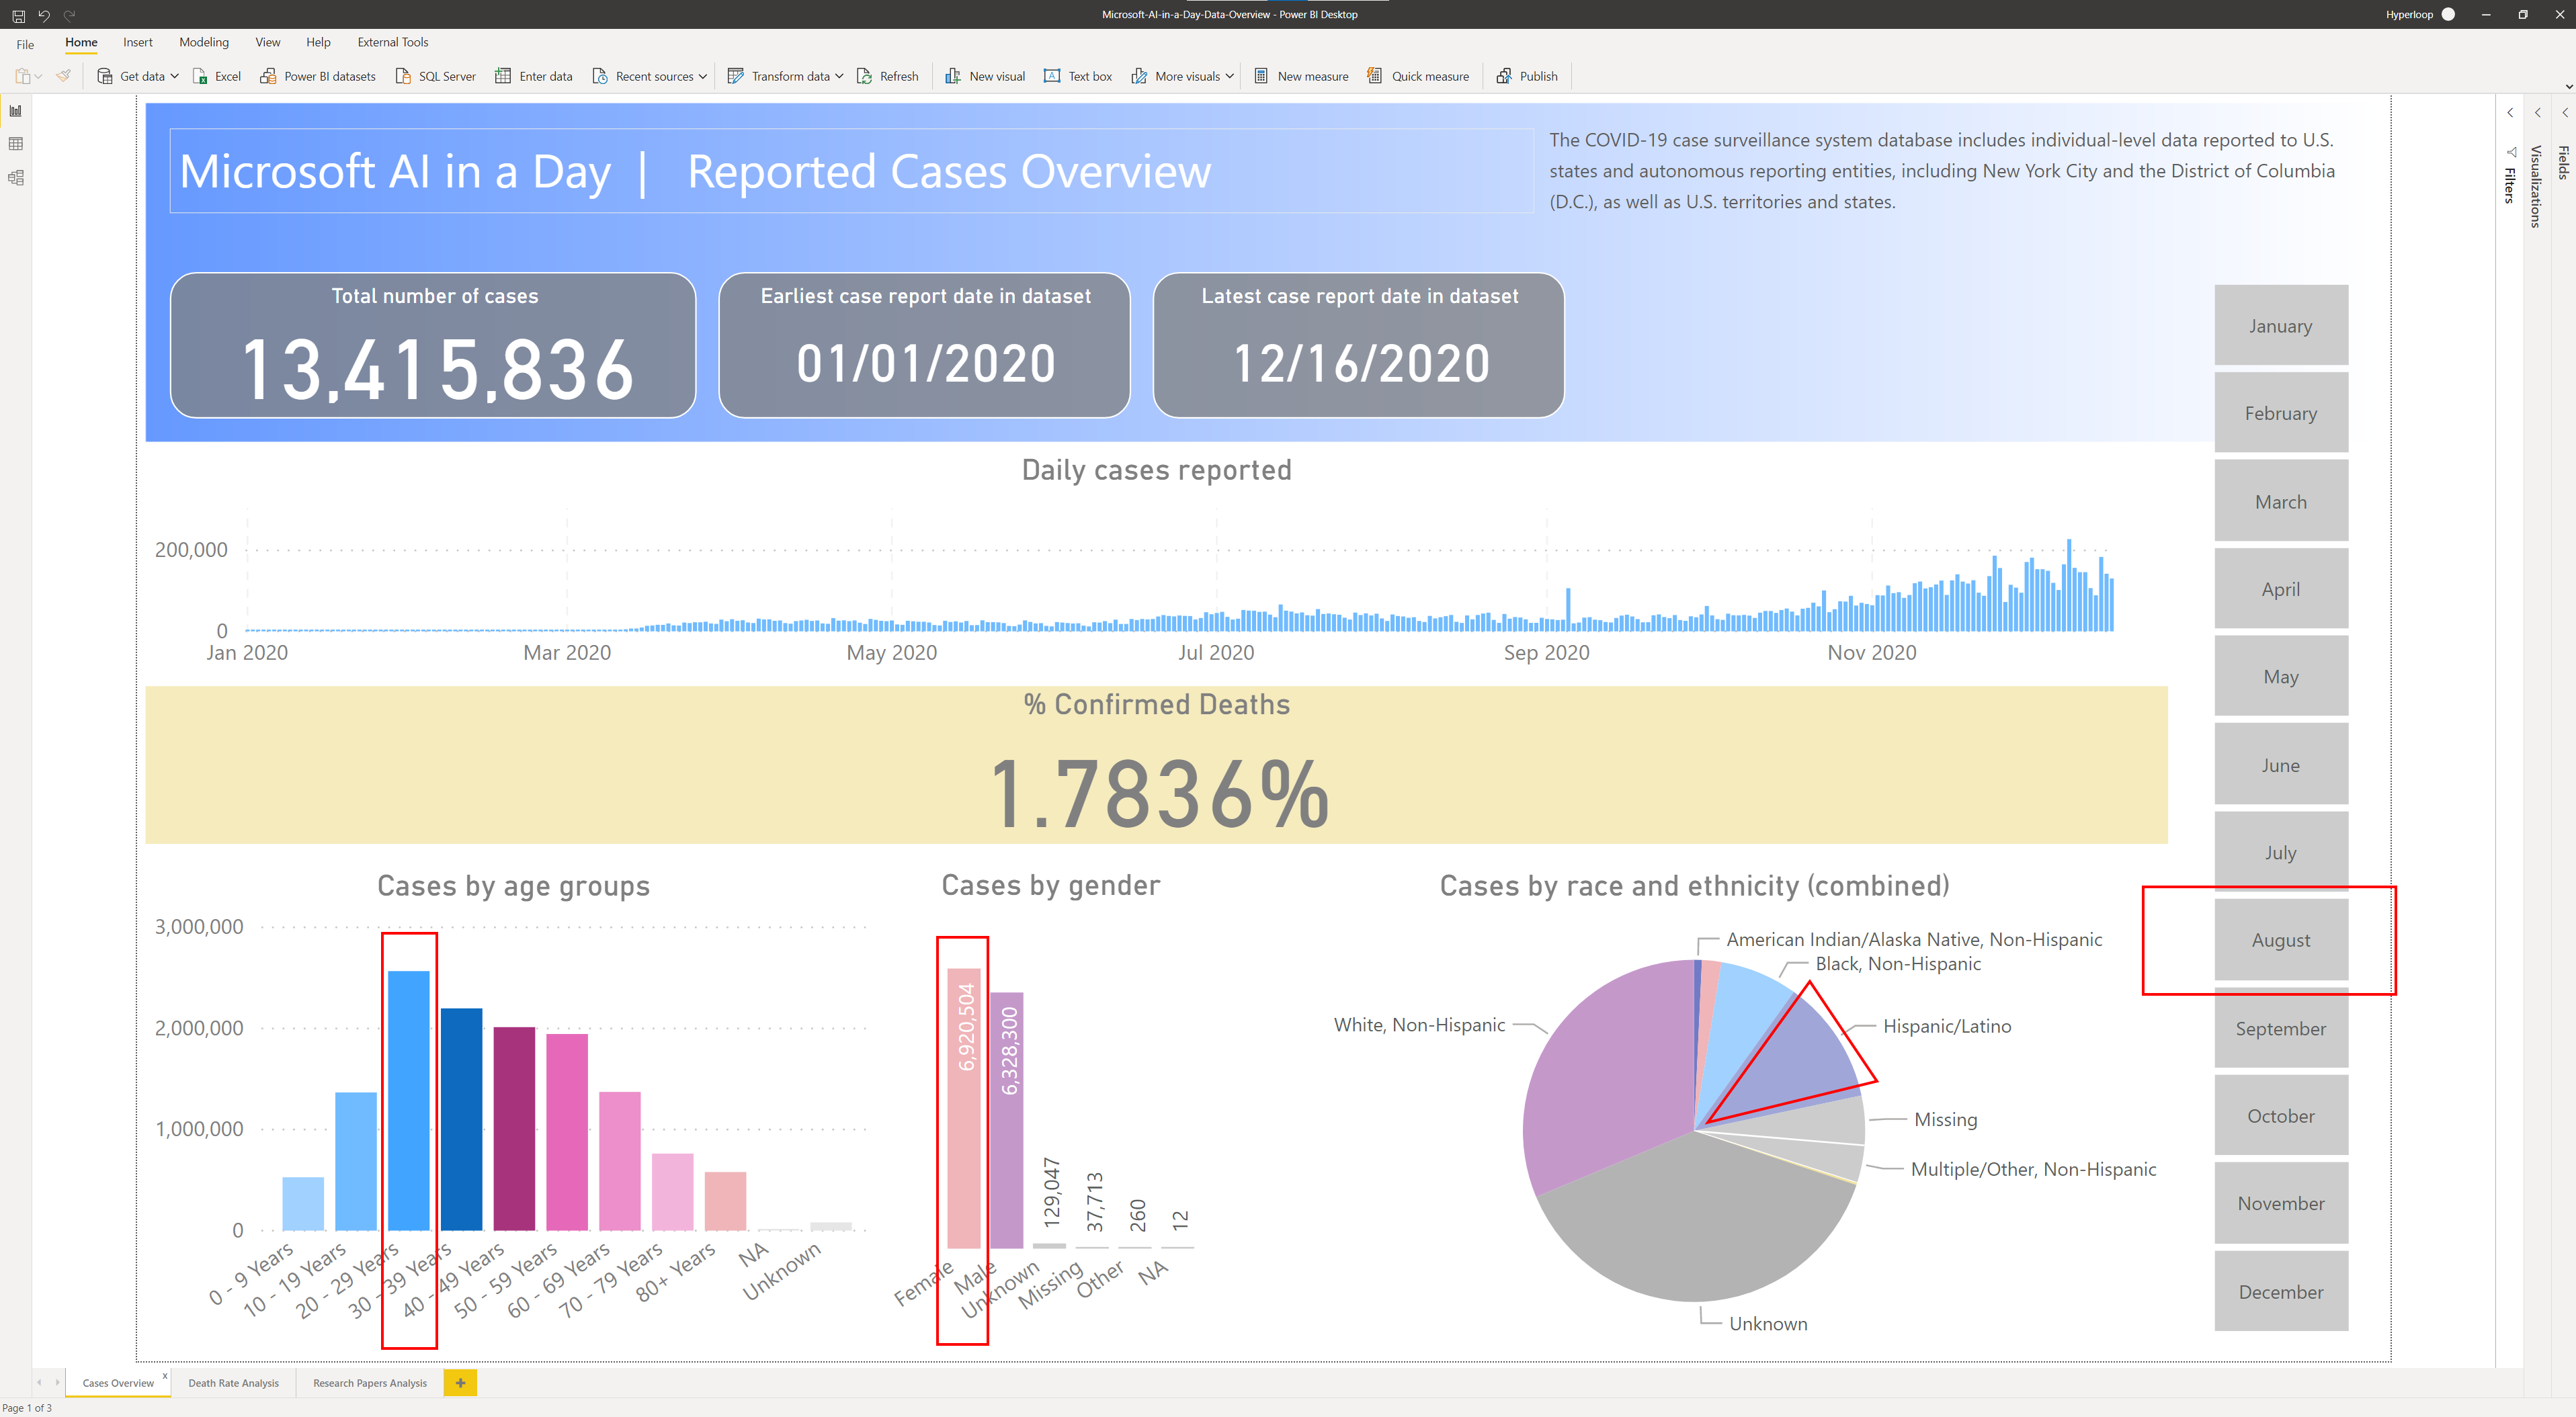 Microsoft-AI-in-a-Day-Data-Overview - Power BI Desktop
Hyperloop
File
Home
Insert
Modeling
View
Help
External Tools
Get data
Excel
Power BI datasets
SQL Server
Enter data
Recent sources
Transform data
Refresh
New visual
Text box
More visuals
New measure
Quick measure
Publish
Microsoft AI in a Day | Reported Cases Overview
The COVID-19 case surveillance system database includes individual-level data reported to U.S.
states and autonomous reporting entities, including New York City and the District of Columbia
(D.C.), as well as U.S. territories and states.
Filters
Visualizations
Fields
Total number of cases
13,415,836
Earliest case report date in dataset
01/01/2020
Latest case report date in dataset
12/16/2020
January
February
March
April
May
June
July
August
September
October
November
December
Daily cases reported
200,000
0
Jan 2020
Mar 2020
May 2020
Jul 2020
Sep 2020
Nov 2020
% Confirmed Deaths
1.7836%
Cases by age groups
3,000,000
2,000,000
1,000,000
0
0 - 9 Years
10 - 19 Years
20 - 29 Years
30 - 39 Years
40 - 49 Years
50 - 59 Years
60 - 69 Years
70 - 79 Years
80+ Years
NA
Unknown
Cases by gender
6,920,504
6,328,300
129,047
37,713
260
12
Female
Male
Unknown
Missing
Other
NA
Cases by race and ethnicity (combined)
American Indian/Alaska Native, Non-Hispanic
Black, Non-Hispanic
White, Non-Hispanic
Hispanic/Latino
Missing
Multiple/Other, Non-Hispanic
Unknown
Cases Overview
x
Death Rate Analysis
Research Papers Analysis
+
Page 1 of 3